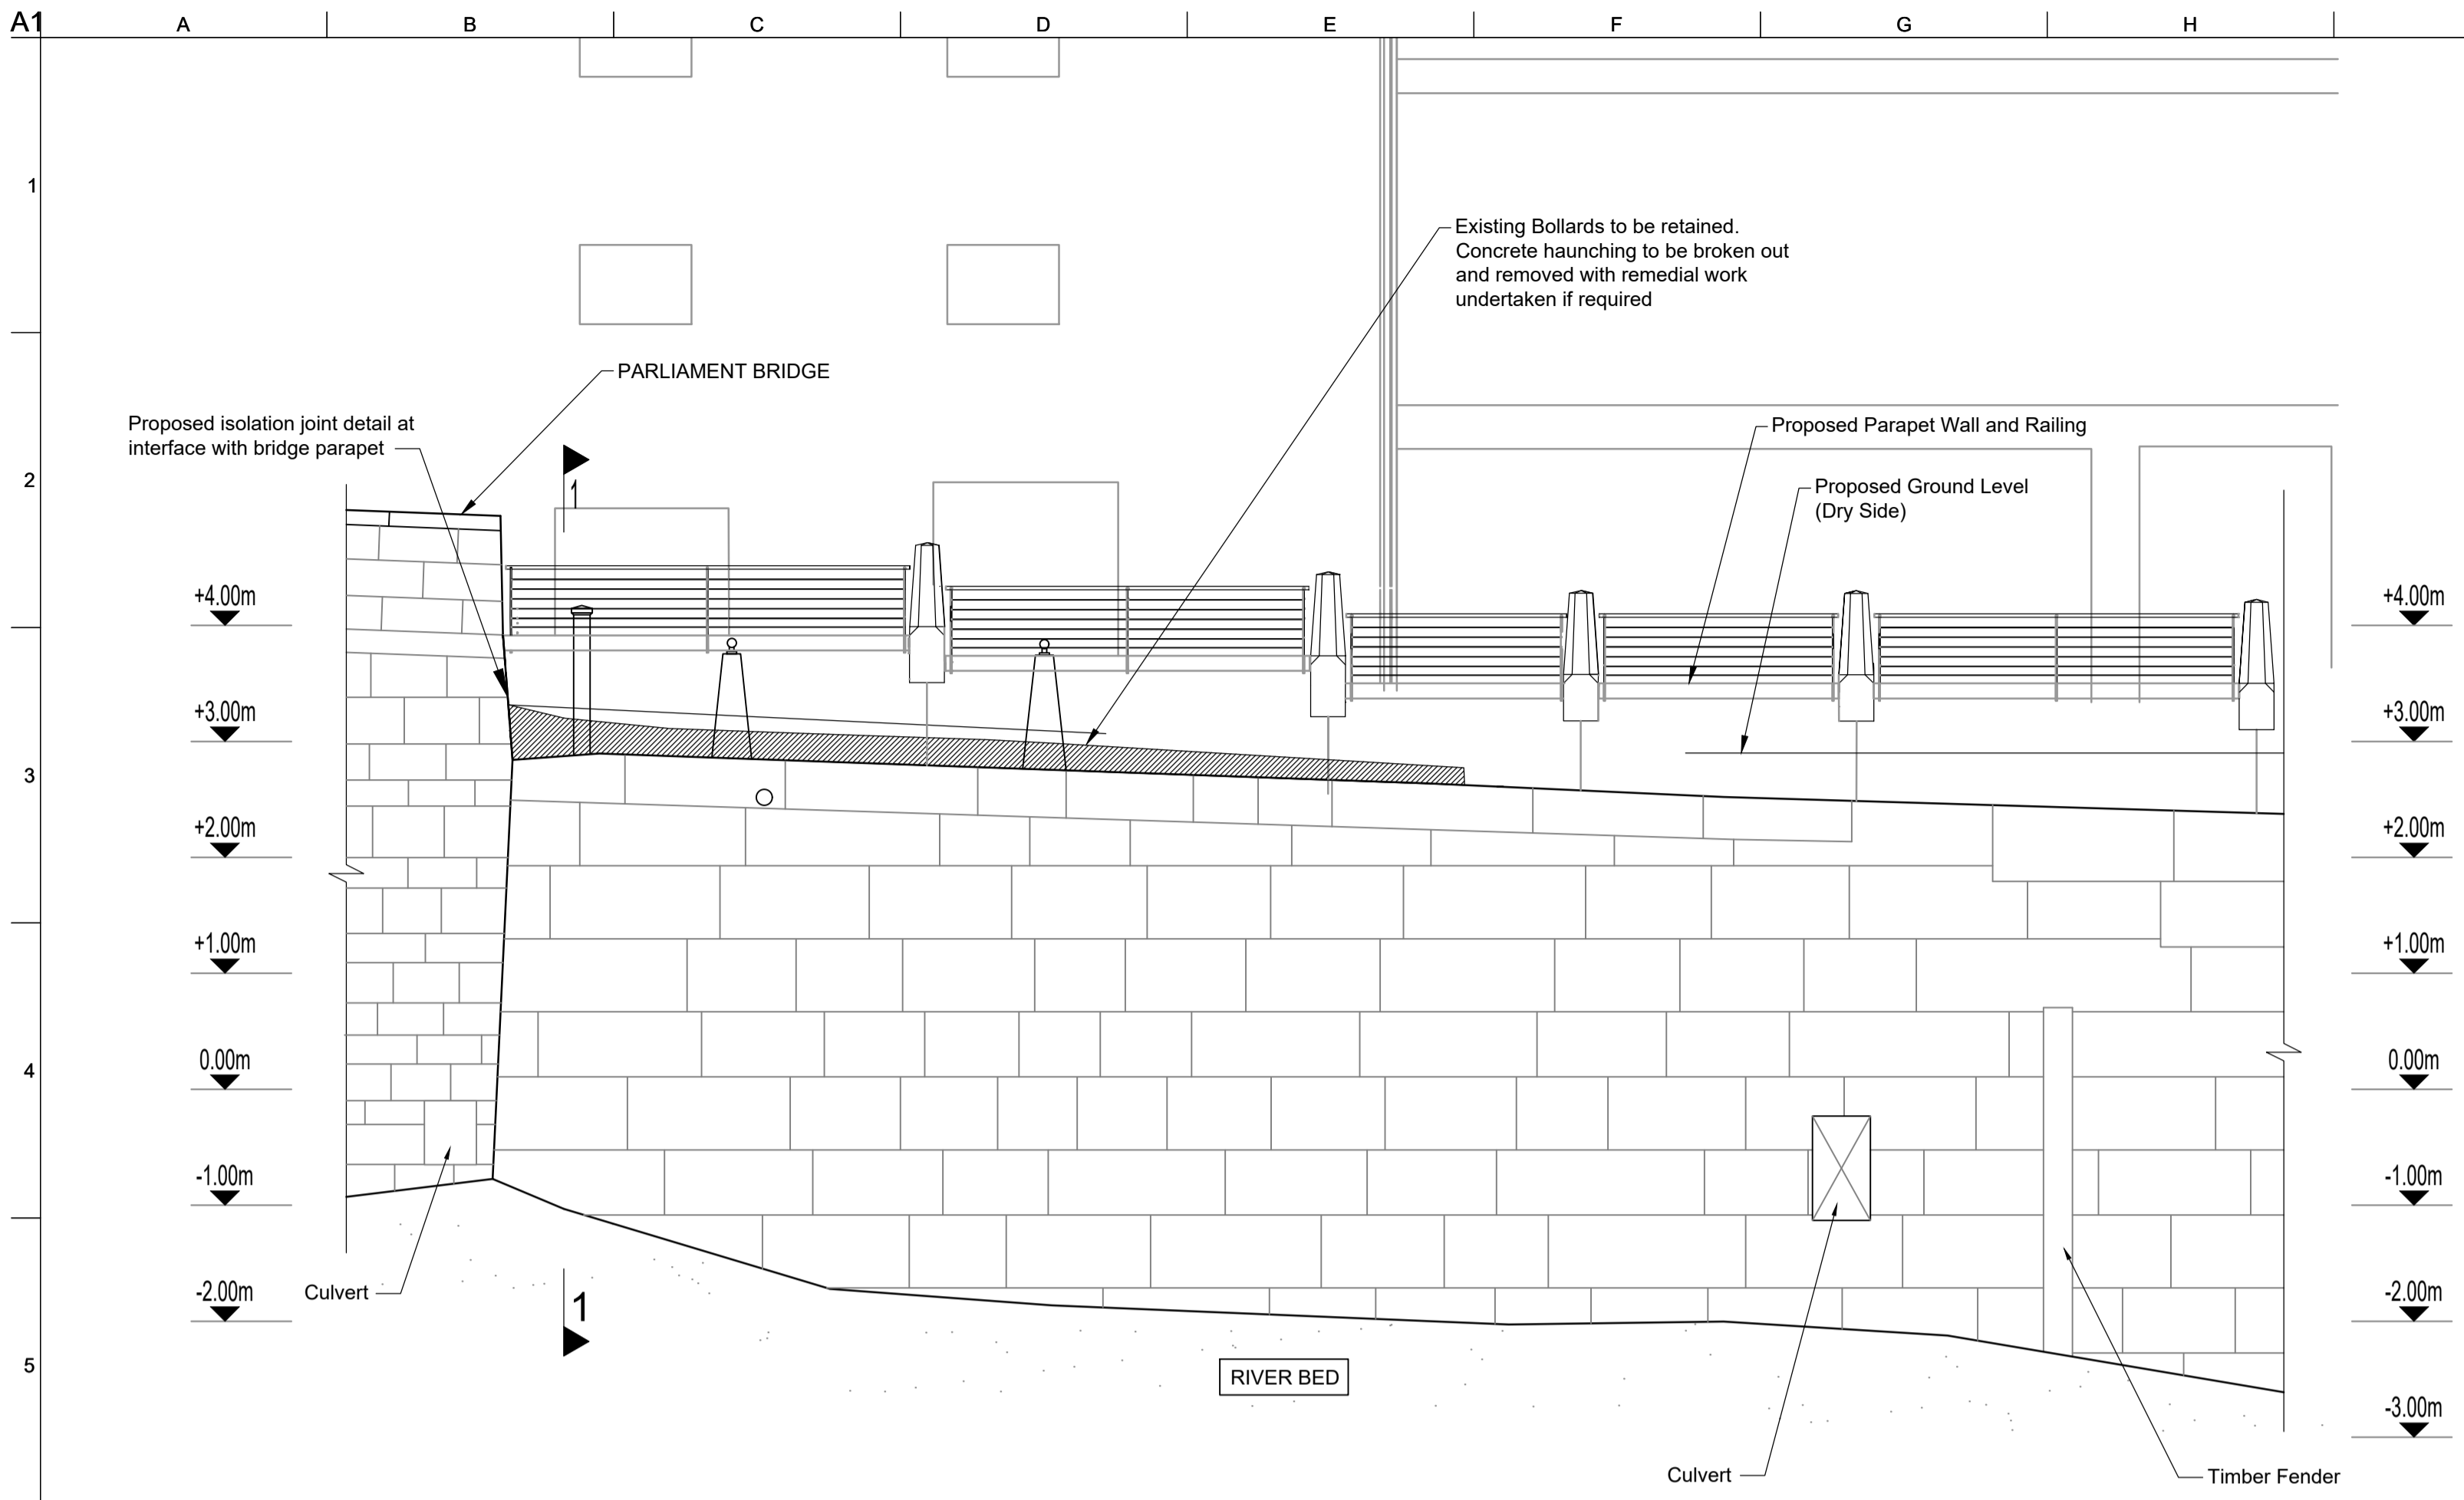 A1
A B C D E F G H
1
Existing Bollards to be retained.
Concrete haunching to be broken out
and removed with remedial work
undertaken if required
PARLIAMENT BRIDGE
Proposed isolation joint detail at
interface with bridge parapet
Proposed Parapet Wall and Railing
2
1
Proposed Ground Level
(Dry Side)
+4.00m +4.00m
+3.00m +3.00m
3
+2.00m +2.00m
+1.00m +1.00m
0.00m 0.00m
4
-1.00m -1.00m
-2.00m -2.00m
Culvert
1
5
RIVER BED
-3.00m
Culvert
Timber Fender